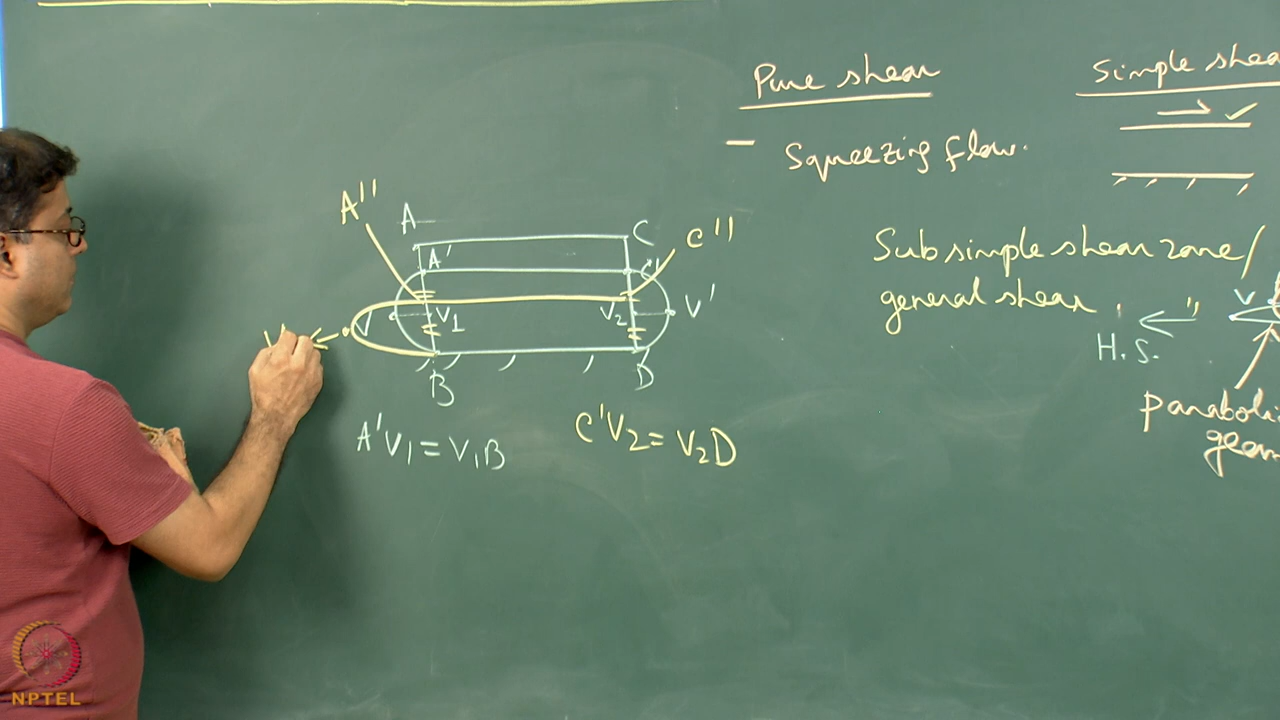 Pure shear
Simple shea
- Squeezing flow.
Sub simple shear zone/
general shear
H.S.
V
paraboli
geom
A''
A
C
C''
A'
C'
V
V1
V2
V'
B
D
A'V1 = V1B
C'V2 = V2D
NPTEL